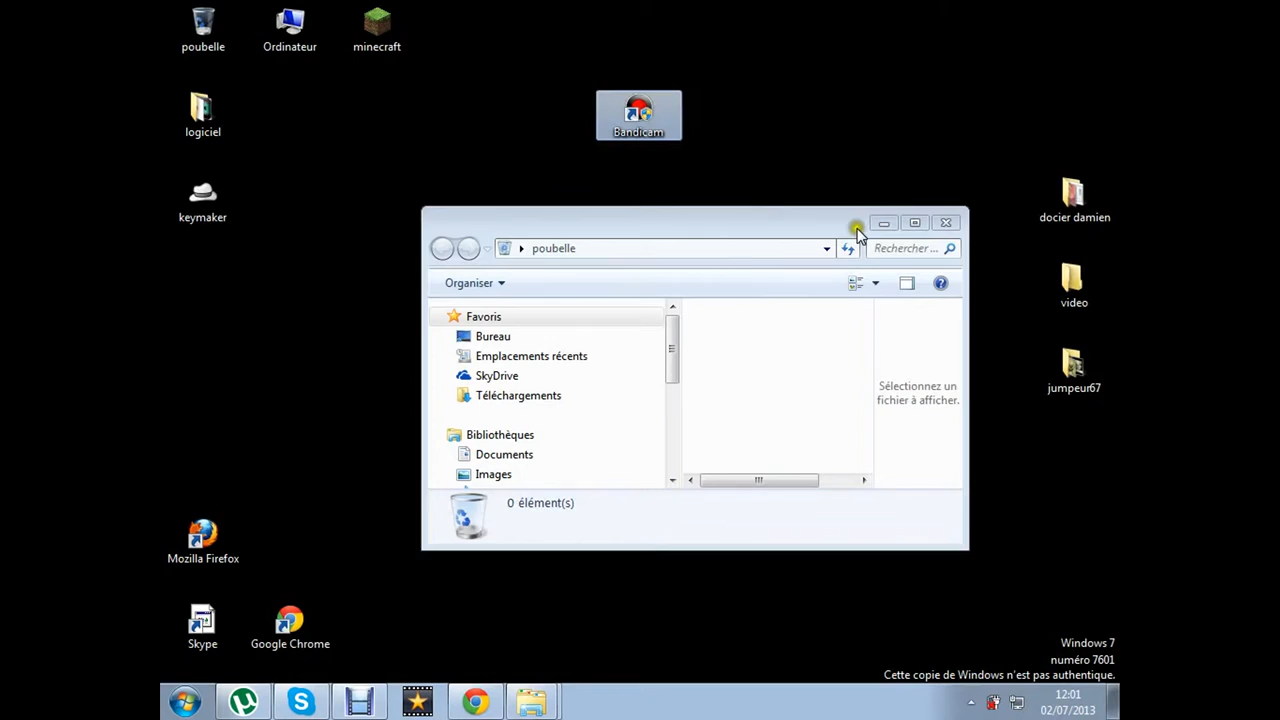 poubelle
Ordinateur
minecraft
logiciel
Bandicam
keymaker
docier damien
video
jumpeur67
poubelle
Rechercher ...
Organiser
Favoris
Bureau
Emplacements récents
SkyDrive
Téléchargements
Bibliothèques
Documents
Images
Sélectionnez un
fichier à afficher.
0 élément(s)
Mozilla Firefox
Skype
Google Chrome
Windows 7
numéro 7601
Cette copie de Windows n'est pas authentique.
12:01
02/07/2013